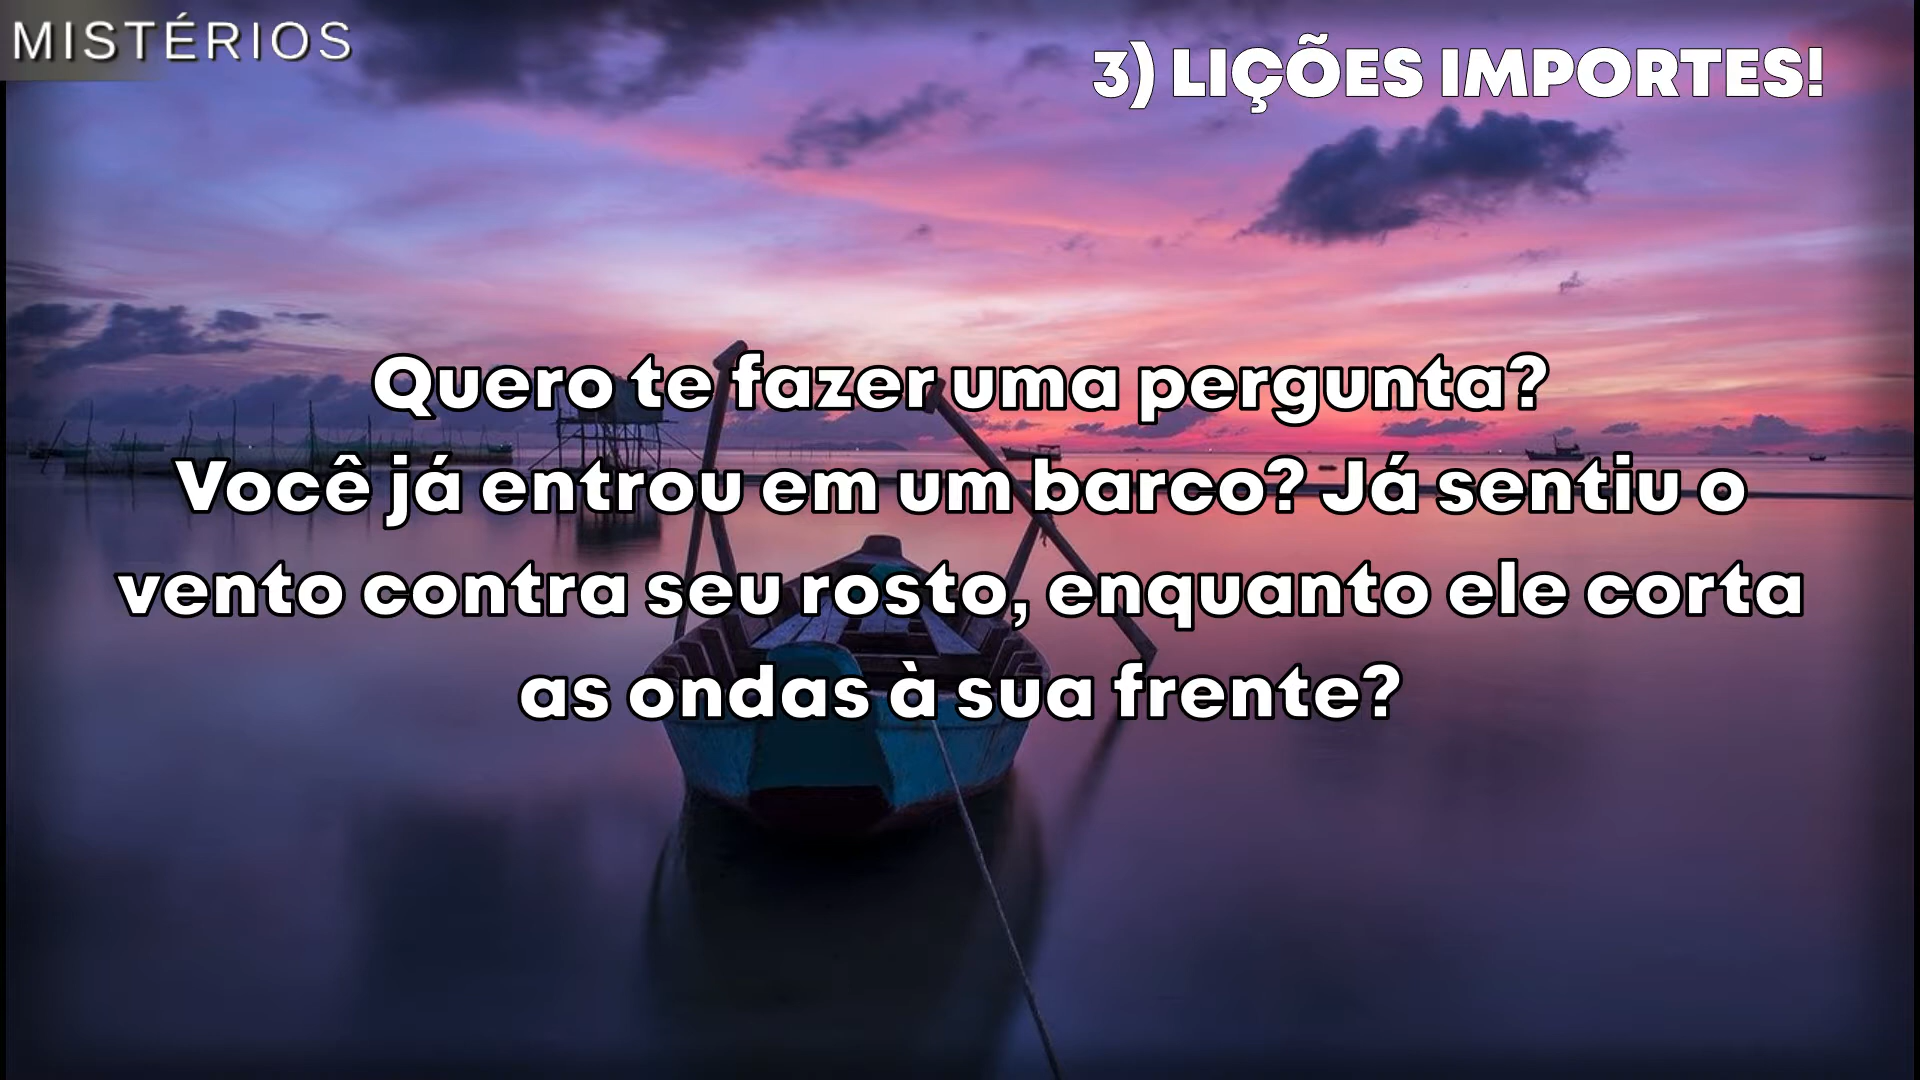 MISTÉRIOS
3) LIÇÕES IMPORTES!
Quero te fazer uma pergunta?
Você já entrou em um barco? Já sentiu o
vento contra seu rosto, enquanto ele corta
as ondas à sua frente?